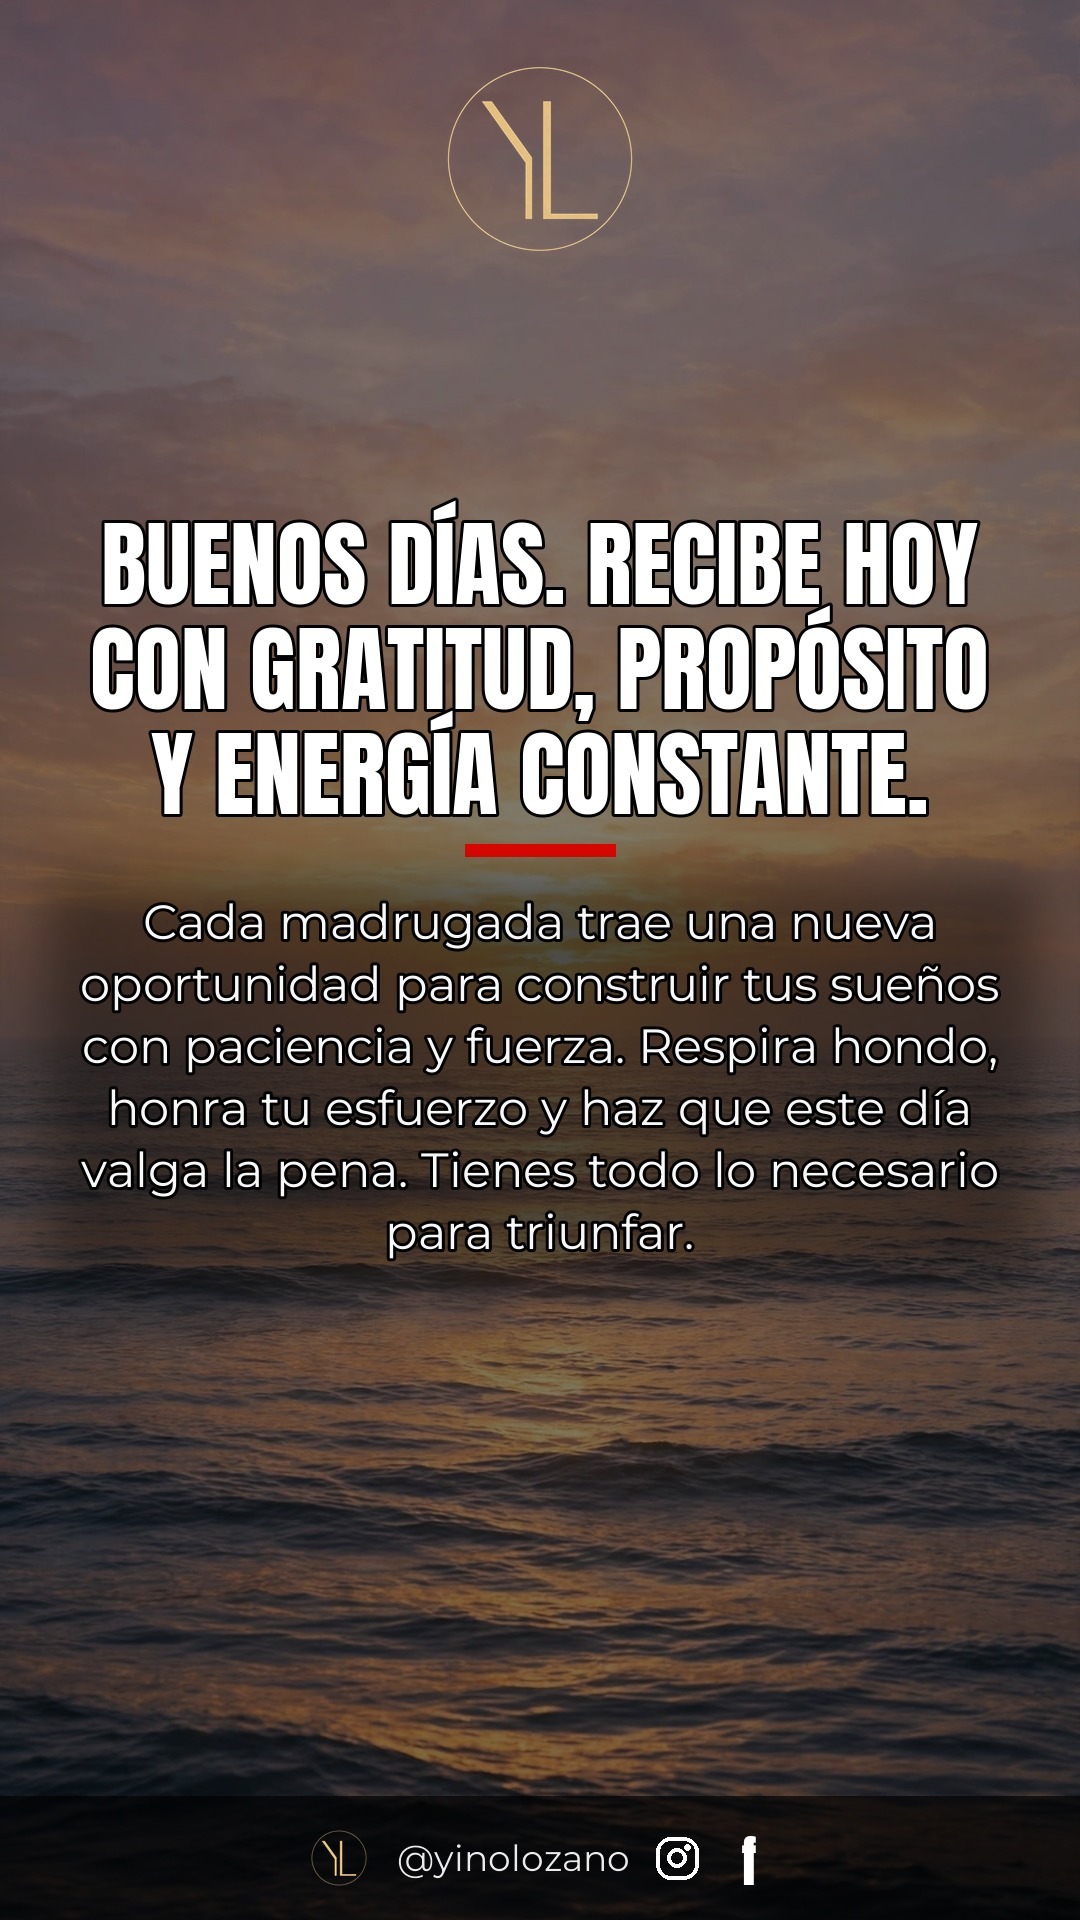 YL
BUENOS DÍAS. RECIBE HOY
CON GRATITUD, PROPÓSITO
Y ENERGÍA CONSTANTE.
Cada madrugada trae una nueva
oportunidad para construir tus sueños
con paciencia y fuerza. Respira hondo,
honra tu esfuerzo y haz que este día
valga la pena. Tienes todo lo necesario
para triunfar.
YL @yinolozano f